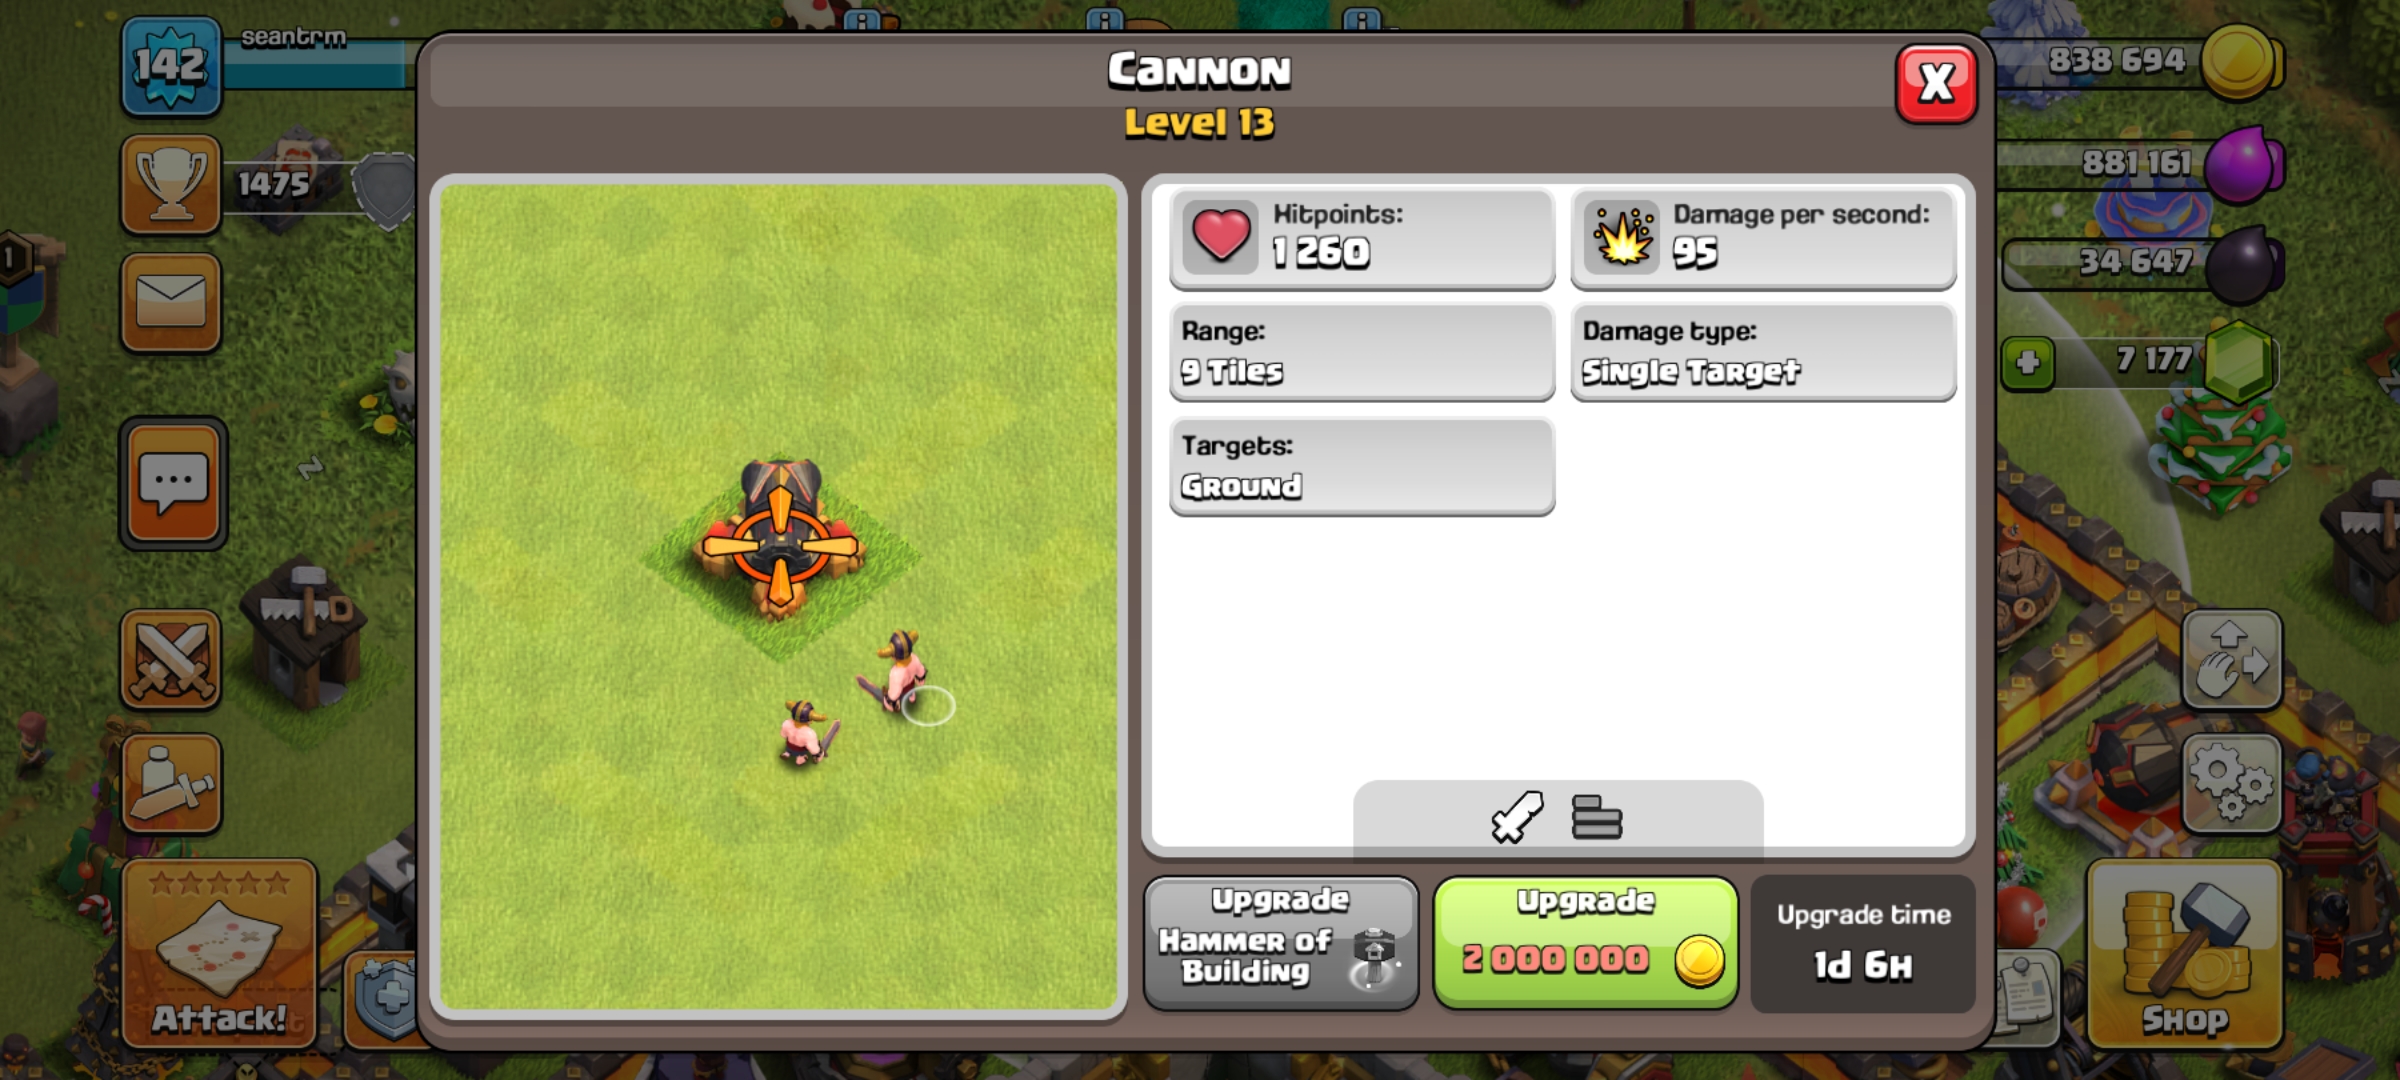 142
seantrm
1475
1
838 694
881 161
34 647
7 177
Cannon
Level 13
X
Hitpoints:
1 260
Damage per second:
95
Range:
9 Tiles
Damage type:
Single Target
Targets:
Ground
Upgrade
Hammer of
Building
Upgrade
2 000 000
Upgrade time
1d 6H
Attack!
Shop